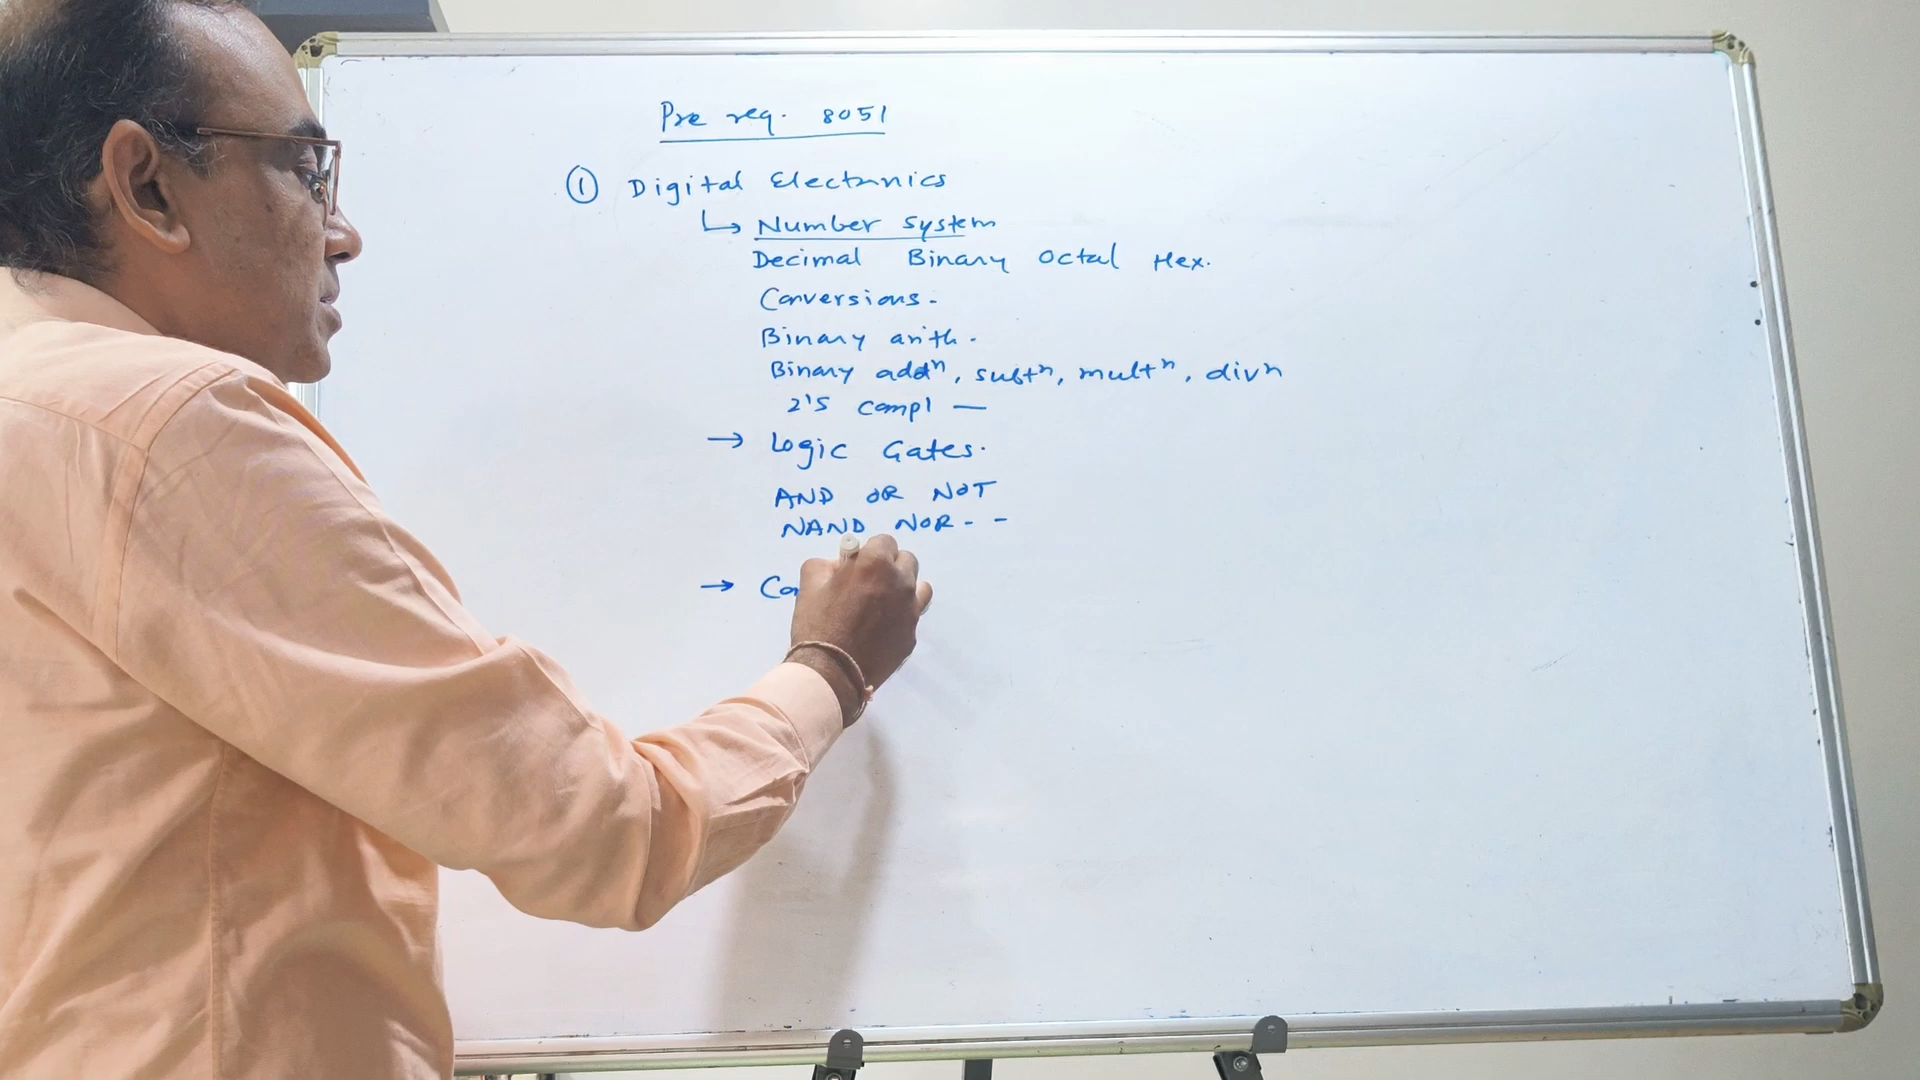 Pre req. 8051
① Digital Electronics
↳ Number System
Decimal Binary Octal Hex.
Conversions.
Binary arith.
Binary addⁿ, subtⁿ, multⁿ, divⁿ
2's compl —
→ Logic Gates.
AND OR NOT
NAND NOR - -
→ Co